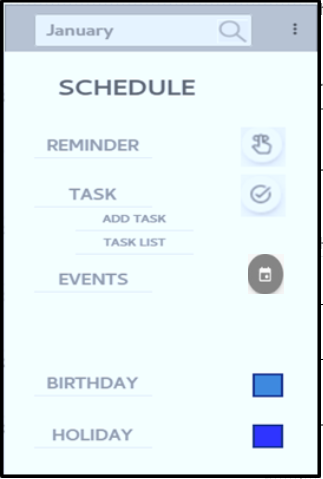 January
SCHEDULE
REMINDER
TASK
ADD TASK
TASK LIST
EVENTS
BIRTHDAY
HOLIDAY